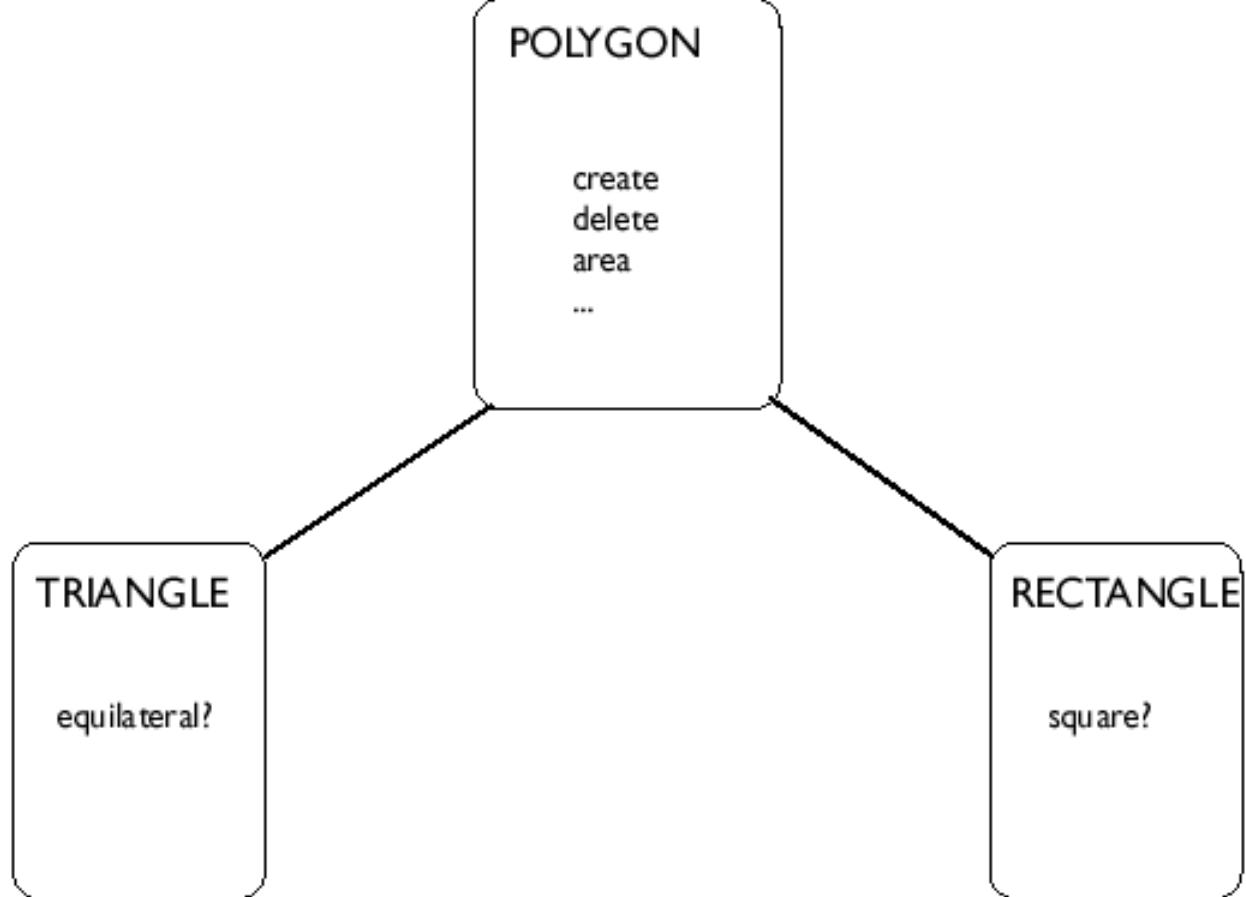 POLYGON
create
delete
area
...
TRIANGLE
equilateral?
RECTANGLE
square?